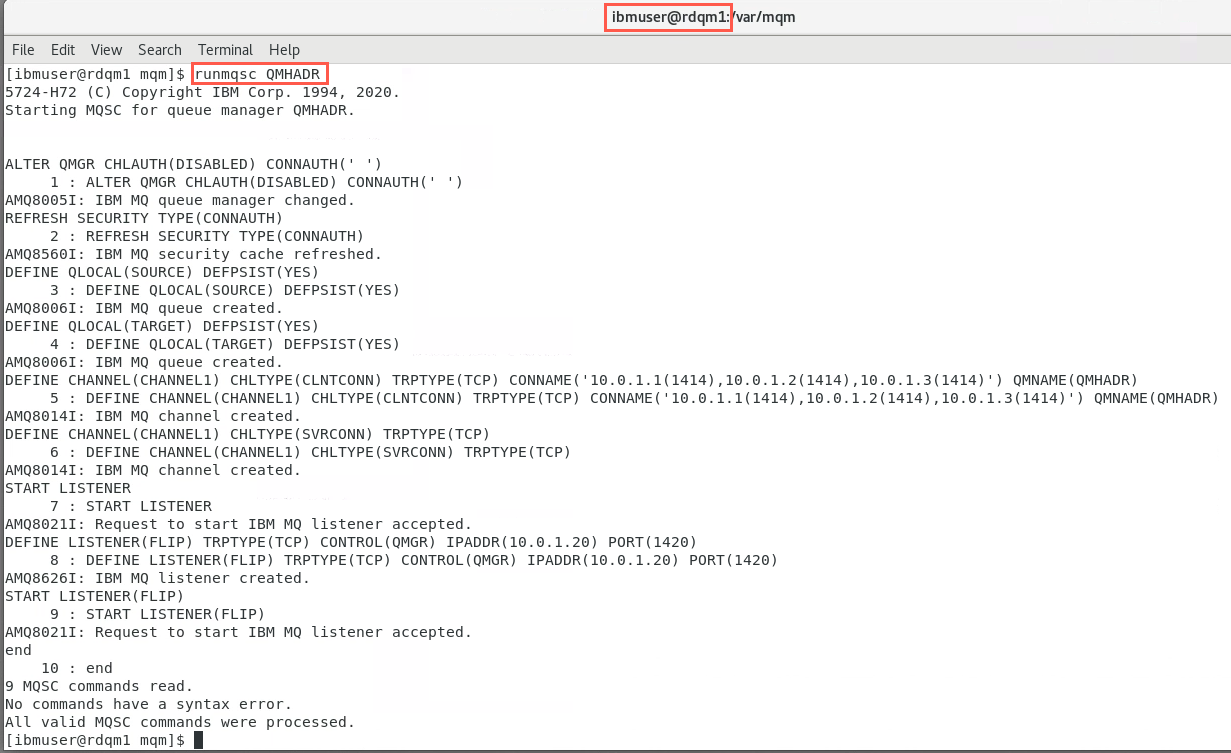 ibmuser@rdqm1:/var/mqm
File Edit View Search Terminal Help
[ibmuser@rdqm1 mqm]$ runmqsc QMHADR
5724-H72 (C) Copyright IBM Corp. 1994, 2020.
Starting MQSC for queue manager QMHADR.
ALTER QMGR CHLAUTH(DISABLED) CONNAUTH(' ')
1 : ALTER QMGR CHLAUTH(DISABLED) CONNAUTH(' ')
AMQ8005I: IBM MQ queue manager changed.
REFRESH SECURITY TYPE(CONNAUTH)
2 : REFRESH SECURITY TYPE(CONNAUTH)
AMQ8560I: IBM MQ security cache refreshed.
DEFINE QLOCAL(SOURCE) DEFPSIST(YES)
3 : DEFINE QLOCAL(SOURCE) DEFPSIST(YES)
AMQ8006I: IBM MQ queue created.
DEFINE QLOCAL(TARGET) DEFPSIST(YES)
4 : DEFINE QLOCAL(TARGET) DEFPSIST(YES)
AMQ8006I: IBM MQ queue created.
DEFINE CHANNEL(CHANNEL1) CHLTYPE(CLNTCONN) TRPTYPE(TCP) CONNAME('10.0.1.1(1414),10.0.1.2(1414),10.0.1.3(1414)') QMNAME(QMHADR)
5 : DEFINE CHANNEL(CHANNEL1) CHLTYPE(CLNTCONN) TRPTYPE(TCP) CONNAME('10.0.1.1(1414),10.0.1.2(1414),10.0.1.3(1414)') QMNAME(QMHADR)
AMQ8014I: IBM MQ channel created.
DEFINE CHANNEL(CHANNEL1) CHLTYPE(SVRCONN) TRPTYPE(TCP)
6 : DEFINE CHANNEL(CHANNEL1) CHLTYPE(SVRCONN) TRPTYPE(TCP)
AMQ8014I: IBM MQ channel created.
START LISTENER
7 : START LISTENER
AMQ8021I: Request to start IBM MQ listener accepted.
DEFINE LISTENER(FLIP) TRPTYPE(TCP) CONTROL(QMGR) IPADDR(10.0.1.20) PORT(1420)
8 : DEFINE LISTENER(FLIP) TRPTYPE(TCP) CONTROL(QMGR) IPADDR(10.0.1.20) PORT(1420)
AMQ8626I: IBM MQ listener created.
START LISTENER(FLIP)
9 : START LISTENER(FLIP)
AMQ8021I: Request to start IBM MQ listener accepted.
end
10 : end
9 MQSC commands read.
No commands have a syntax error.
All valid MQSC commands were processed.
[ibmuser@rdqm1 mqm]$